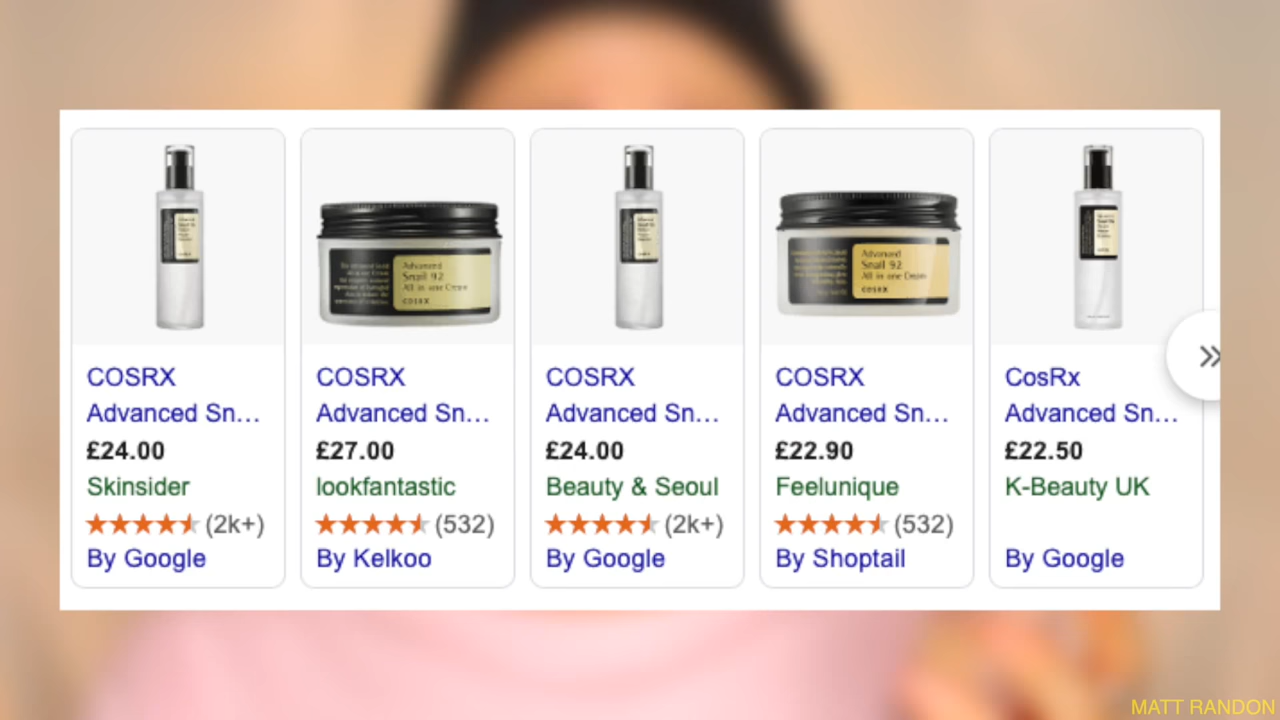 Advanced
Snail 92
All in one Cream
COSRX
Advanced
Snail 92
All in one Cream
COSRX
COSRX
Advanced Sn...
£24.00
Skinsider
(2k+)
By Google
COSRX
Advanced Sn...
£27.00
lookfantastic
(532)
By Kelkoo
COSRX
Advanced Sn...
£24.00
Beauty & Seoul
(2k+)
By Google
COSRX
Advanced Sn...
£22.90
Feelunique
(532)
By Shoptail
CosRx
Advanced Sn...
£22.50
K-Beauty UK
By Google
MATT RANDON